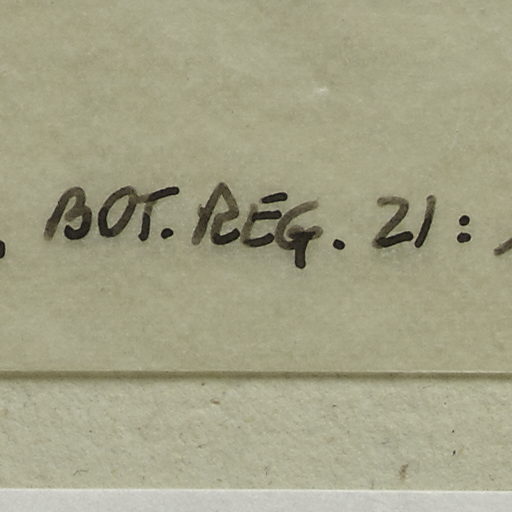 . BOT. REG. 21: